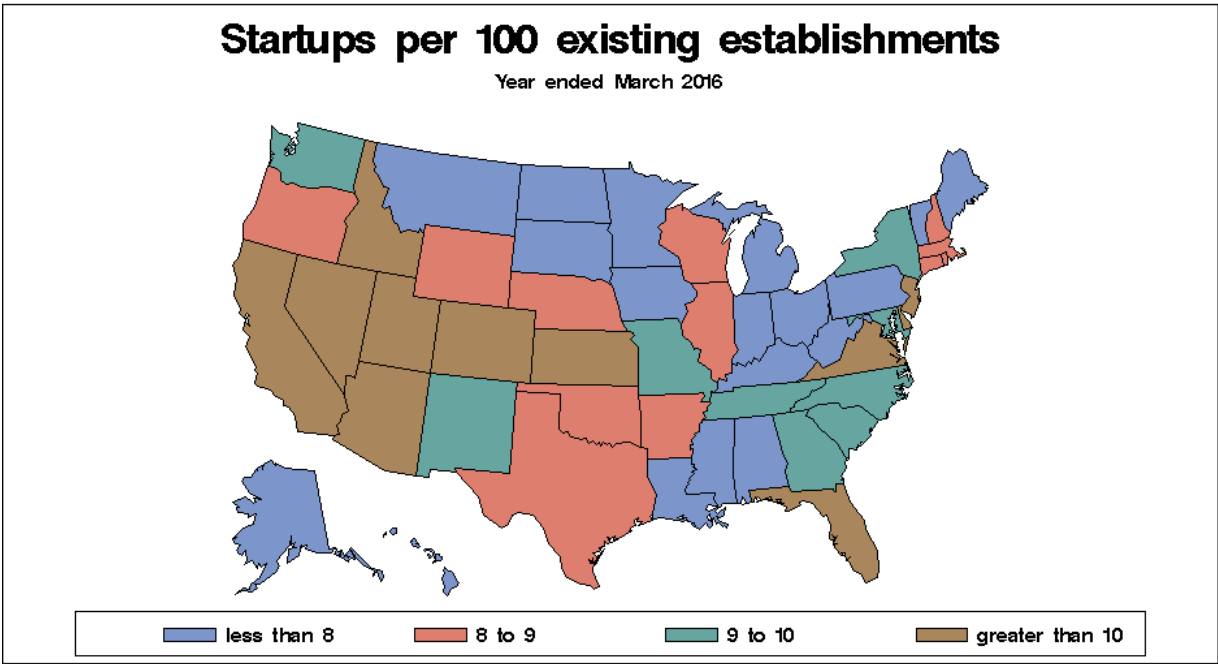 Startups per 100 existing establishments
Year ended March 2016
less than 8 8 to 9 9 to 10 greater than 10